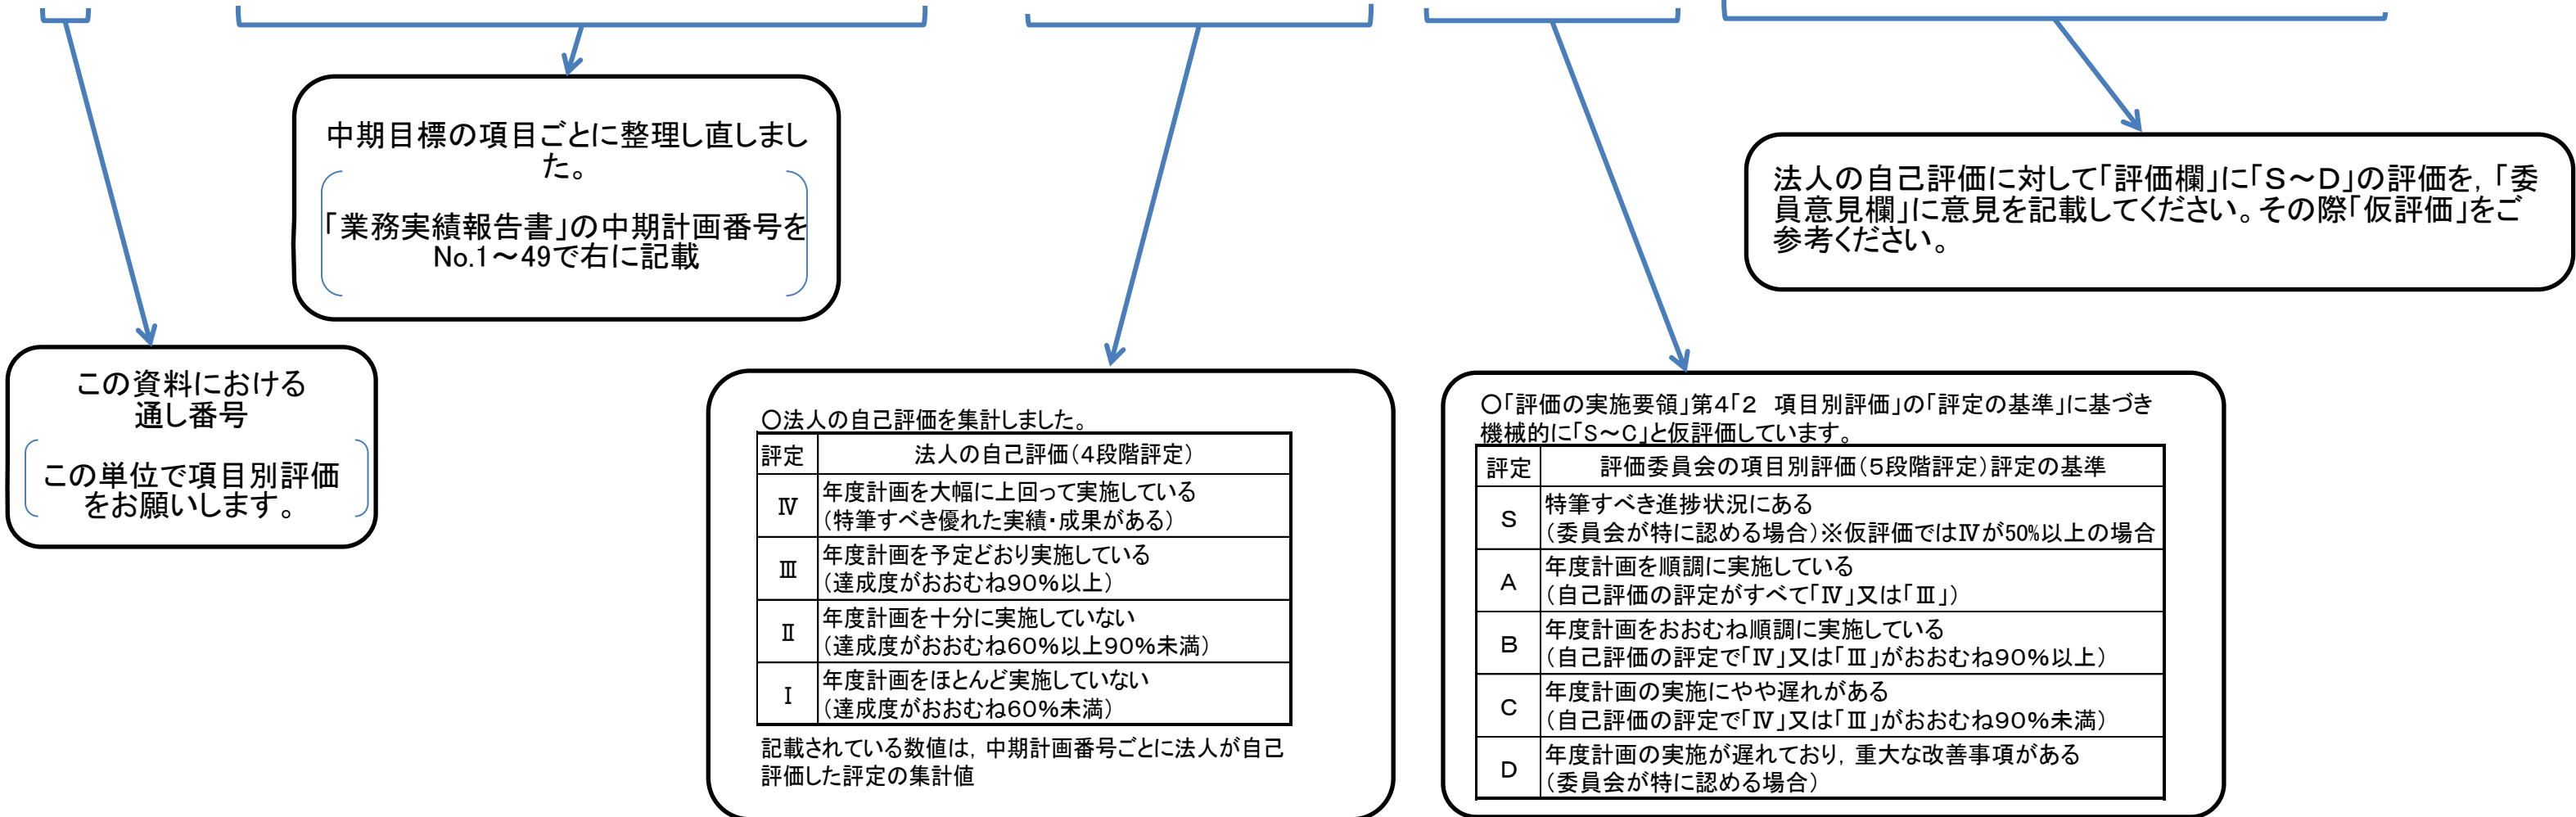 中期目標の項目ごとに整理し直しまし
た。
「業務実績報告書」の中期計画番号を
No.1～49で右に記載
法人の自己評価に対して「評価欄」に「S～D」の評価を，「委
員意見欄」に意見を記載してください。その際「仮評価」をご
参考ください。
この資料における
通し番号
この単位で項目別評価
をお願いします。
○法人の自己評価を集計しました。
評定 法人の自己評価（4段階評定）
Ⅳ 年度計画を大幅に上回って実施している
（特筆すべき優れた実績・成果がある）
Ⅲ 年度計画を予定どおり実施している
（達成度がおおむね90％以上）
Ⅱ 年度計画を十分に実施していない
（達成度がおおむね60％以上90％未満）
Ⅰ 年度計画をほとんど実施していない
（達成度がおおむね60％未満）
記載されている数値は，中期計画番号ごとに法人が自己
評価した評定の集計値
○「評価の実施要領」第4「2　項目別評価」の「評定の基準」に基づき
機械的に「S～C」と仮評価しています。
評定 評価委員会の項目別評価（5段階評定）評定の基準
S 特筆すべき進捗状況にある
（委員会が特に認める場合）※仮評価ではⅣが50%以上の場合
A 年度計画を順調に実施している
（自己評価の評定がすべて「Ⅳ」又は「Ⅲ」）
B 年度計画をおおむね順調に実施している
（自己評価の評定で「Ⅳ」又は「Ⅲ」がおおむね90％以上）
C 年度計画の実施にやや遅れがある
（自己評価の評定で「Ⅳ」又は「Ⅲ」がおおむね90％未満）
D 年度計画の実施が遅れており，重大な改善事項がある
（委員会が特に認める場合）